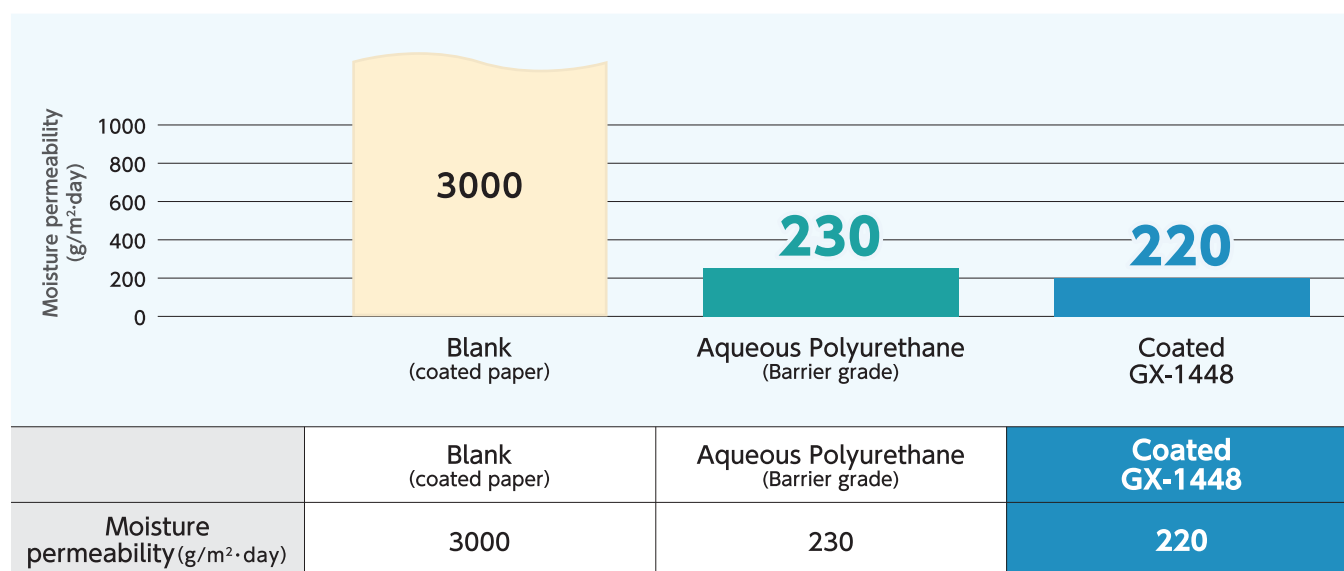 Moisture permeability
(g/m²·day)
1000
800
600
400
200
0
3000
230
220
Blank
(coated paper)
Aqueous Polyurethane
(Barrier grade)
Coated
GX-1448
Blank
(coated paper)
Aqueous Polyurethane
(Barrier grade)
Coated
GX-1448
Moisture
permeability(g/m²·day)
3000
230
220